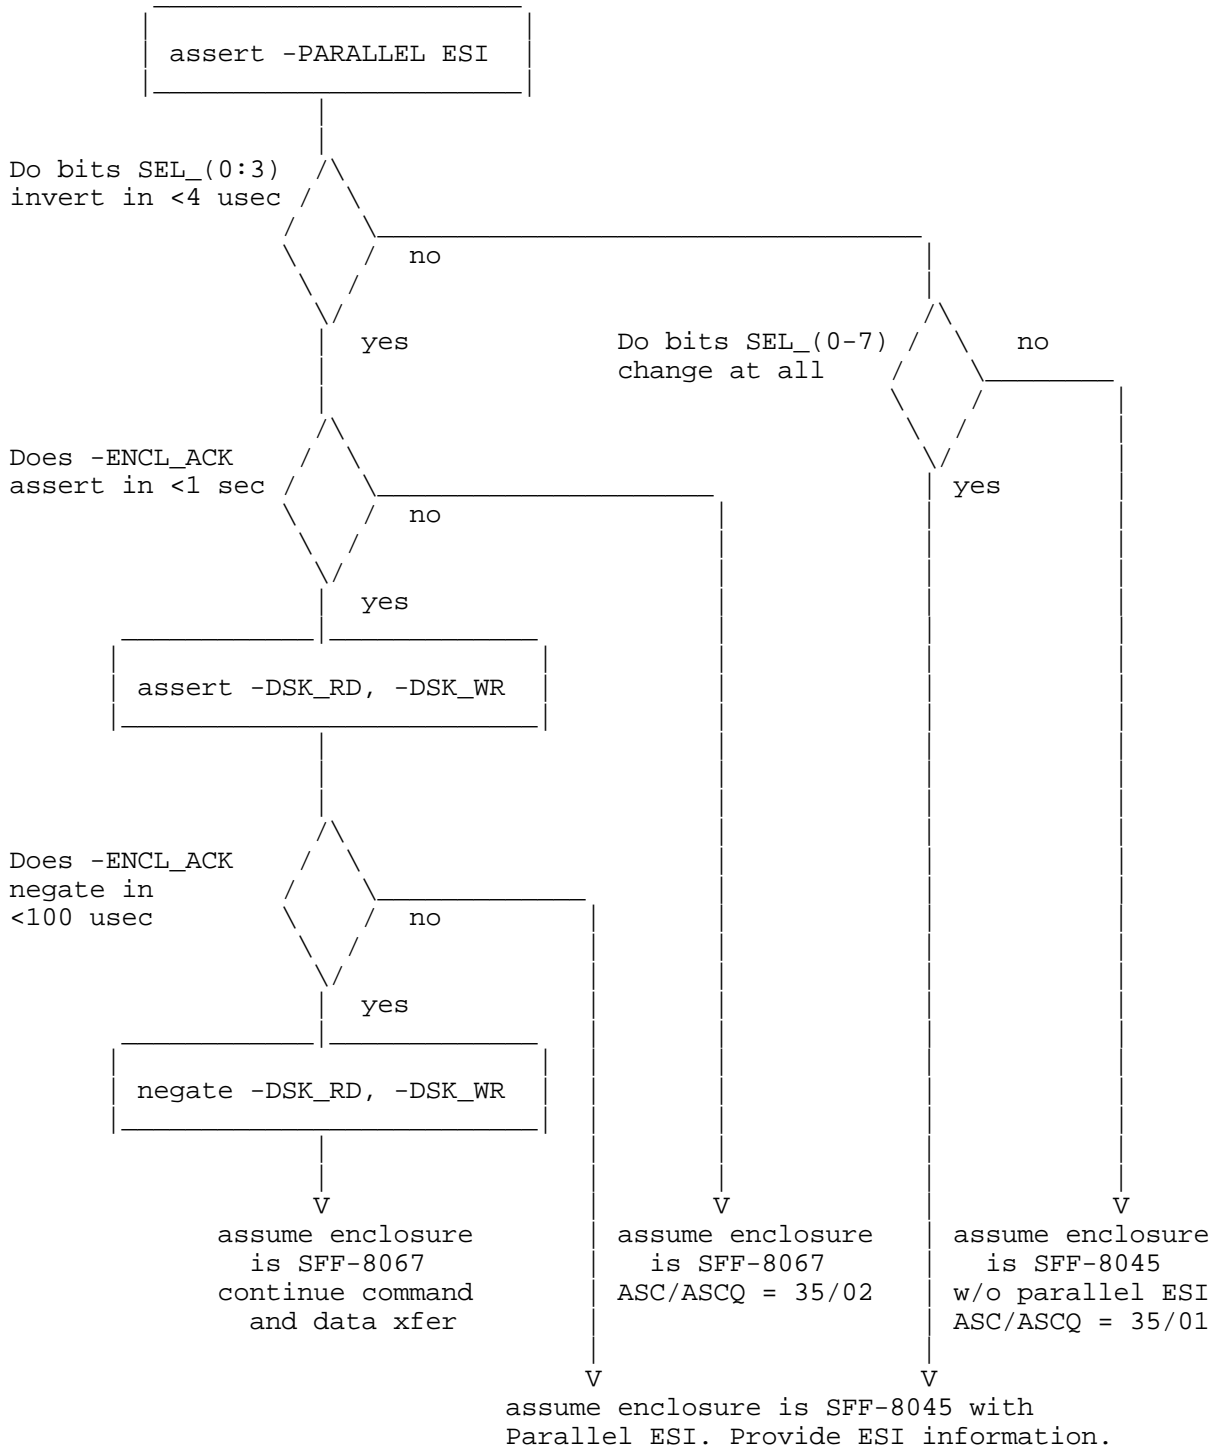 assert -PARALLEL ESI
Do bits SEL_(0:3)
invert in <4 usec
no
yes
Do bits SEL_(0-7)
change at all
no
yes
Does -ENCL_ACK
assert in <1 sec
no
yes
assert -DSK_RD, -DSK_WR
Does -ENCL_ACK
negate in
<100 usec
no
yes
negate -DSK_RD, -DSK_WR
V
assume enclosure
is SFF-8067
continue command
and data xfer
V
assume enclosure
is SFF-8067
ASC/ASCQ = 35/02
V
assume enclosure
is SFF-8045
w/o parallel ESI
ASC/ASCQ = 35/01
V
V
assume enclosure is SFF-8045 with
Parallel ESI. Provide ESI information.